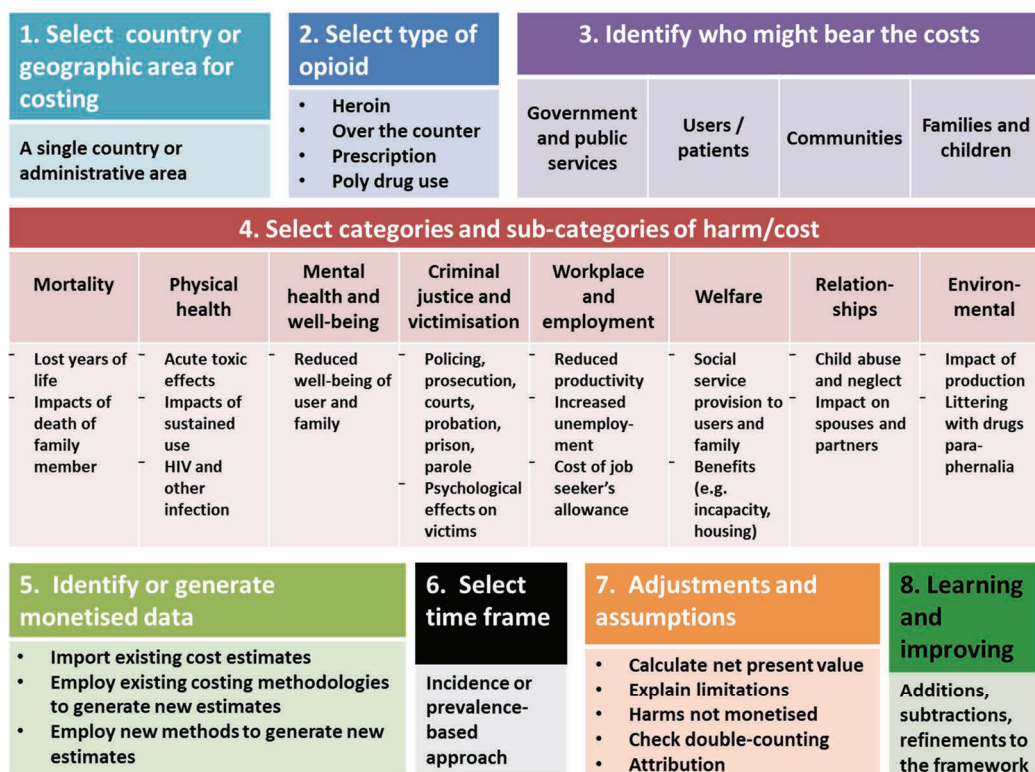 1. Select country or
geographic area for
costing
A single country or
administrative area
2. Select type of
opioid
• Heroin
• Over the counter
• Prescription
• Poly drug use
3. Identify who might bear the costs
Government
and public
services
Users /
patients
Communities
Families and
children
4. Select categories and sub-categories of harm/cost
Mortality
– Lost years of
life
– Impacts of
death of
family
member
Physical
health
– Acute toxic
effects
– Impacts of
sustained
use
– HIV and
other
infection
Mental
health and
well-being
– Reduced
well-being of
user and
family
Criminal
justice and
victimisation
– Policing,
prosecution,
courts,
probation,
prison,
parole
– Psychological
effects on
victims
Workplace
and
employment
– Reduced
productivity
– Increased
unemploy-
ment
– Cost of job
seeker's
allowance
Welfare
– Social
service
provision to
users and
family
– Benefits
(e.g.
incapacity,
housing)
Relation-
ships
– Child abuse
and neglect
– Impact on
spouses and
partners
Environ-
mental
– Impact of
production
– Littering
with drugs
para-
phernalia
5. Identify or generate
monetised data
• Import existing cost estimates
• Employ existing costing methodologies
to generate new estimates
• Employ new methods to generate new
estimates
6. Select
time frame
Incidence or
prevalence-
based
approach
7. Adjustments and
assumptions
• Calculate net present value
• Explain limitations
• Harms not monetised
• Check double-counting
• Attribution
8. Learning
and
improving
Additions,
subtractions,
refinements to
the framework